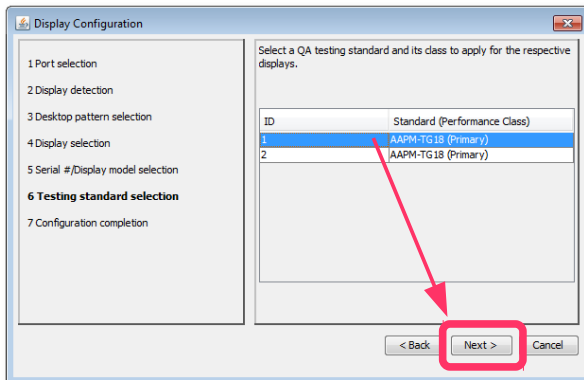 Display Configuration
1 Port selection
2 Display detection
3 Desktop pattern selection
4 Display selection
5 Serial #/Display model selection
6 Testing standard selection
7 Configuration completion
Select a QA testing standard and its class to apply for the respective
displays.
ID Standard (Performance Class)
1 AAPM-TG18 (Primary)
2 AAPM-TG18 (Primary)
< Back Next > Cancel